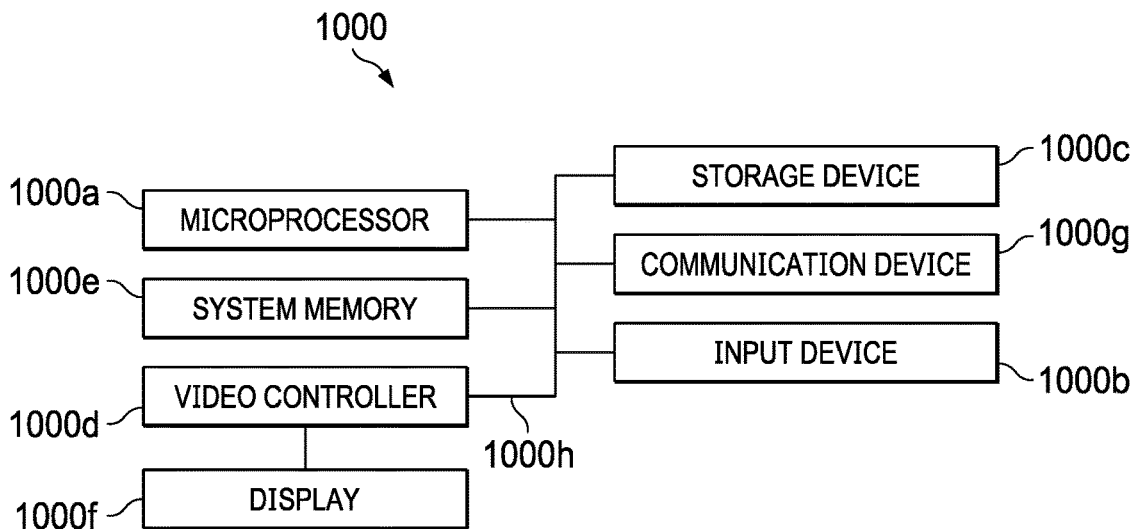 1000
1000a
MICROPROCESSOR
1000e
SYSTEM MEMORY
1000d
VIDEO CONTROLLER
1000f
DISPLAY
1000h
STORAGE DEVICE
1000c
COMMUNICATION DEVICE
1000g
INPUT DEVICE
1000b